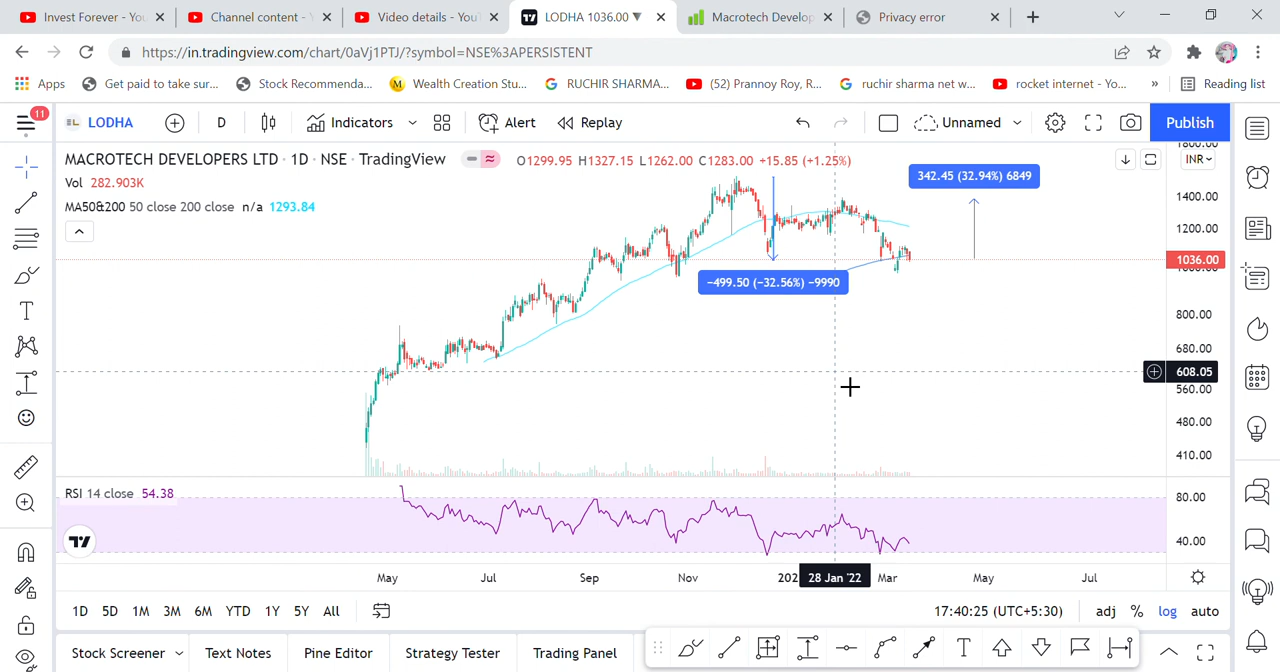 Invest Forever - You
Channel content - 
Video details - YouT
LODHA 1036.00 ▼
Macrotech Develop
Privacy error
https://in.tradingview.com/chart/0aVj1PTJ/?symbol=NSE%3APERSISTENT
Apps
Get paid to take sur...
Stock Recommenda...
Wealth Creation Stu...
RUCHIR SHARMA...
(52) Prannoy Roy, R...
ruchir sharma net w...
rocket internet - Yo...
»
Reading list
11
LODHA
D
Indicators
Alert
Replay
Unnamed
Publish
MACROTECH DEVELOPERS LTD · 1D · NSE · TradingView
O1299.95 H1327.15 L1262.00 C1283.00 +15.85 (+1.25%)
INR
Vol 282.903K
MA50&200 50 close 200 close n/a 1293.84
342.45 (32.94%) 6849
−499.50 (−32.56%) −9990
1600.00
1400.00
1200.00
1036.00
1000.00
800.00
680.00
608.05
560.00
480.00
410.00
RSI 14 close 54.38
80.00
40.00
May
Jul
Sep
Nov
202
28 Jan '22
Mar
May
Jul
1D 5D 1M 3M 6M YTD 1Y 5Y All
17:40:25 (UTC+5:30)
adj % log auto
Stock Screener
Text Notes
Pine Editor
Strategy Tester
Trading Panel